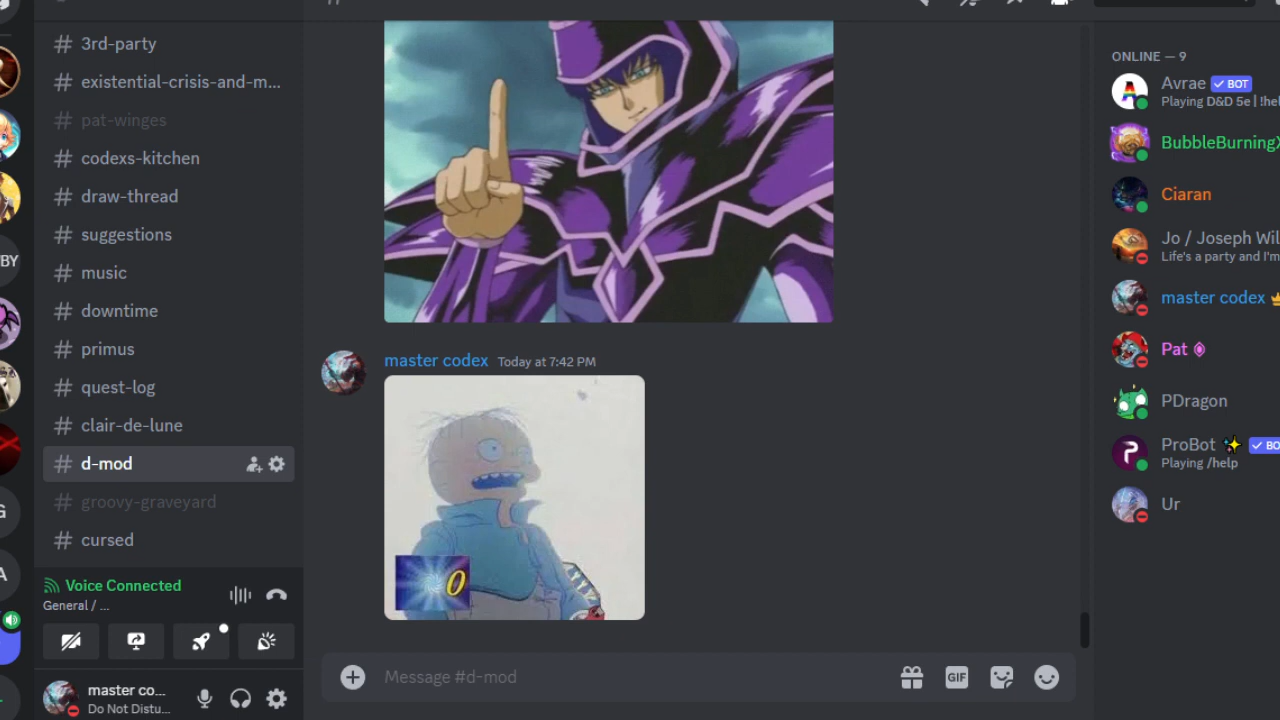 BY
G
A
3rd-party
existential-crisis-and-m...
pat-winges
codexs-kitchen
draw-thread
suggestions
music
downtime
primus
quest-log
clair-de-lune
d-mod
groovy-graveyard
cursed
Voice Connected
General / ...
master co...
Do Not Distu...
master codex Today at 7:42 PM
0
Message #d-mod
GIF
ONLINE — 9
Avrae ✓ BOT
Playing D&D 5e | !hel
BubbleBurningX
Ciaran
Jo / Joseph Wil
Life's a party and I'm
master codex
Pat
PDragon
ProBot ✨ ✓ BO
Playing /help
Ur